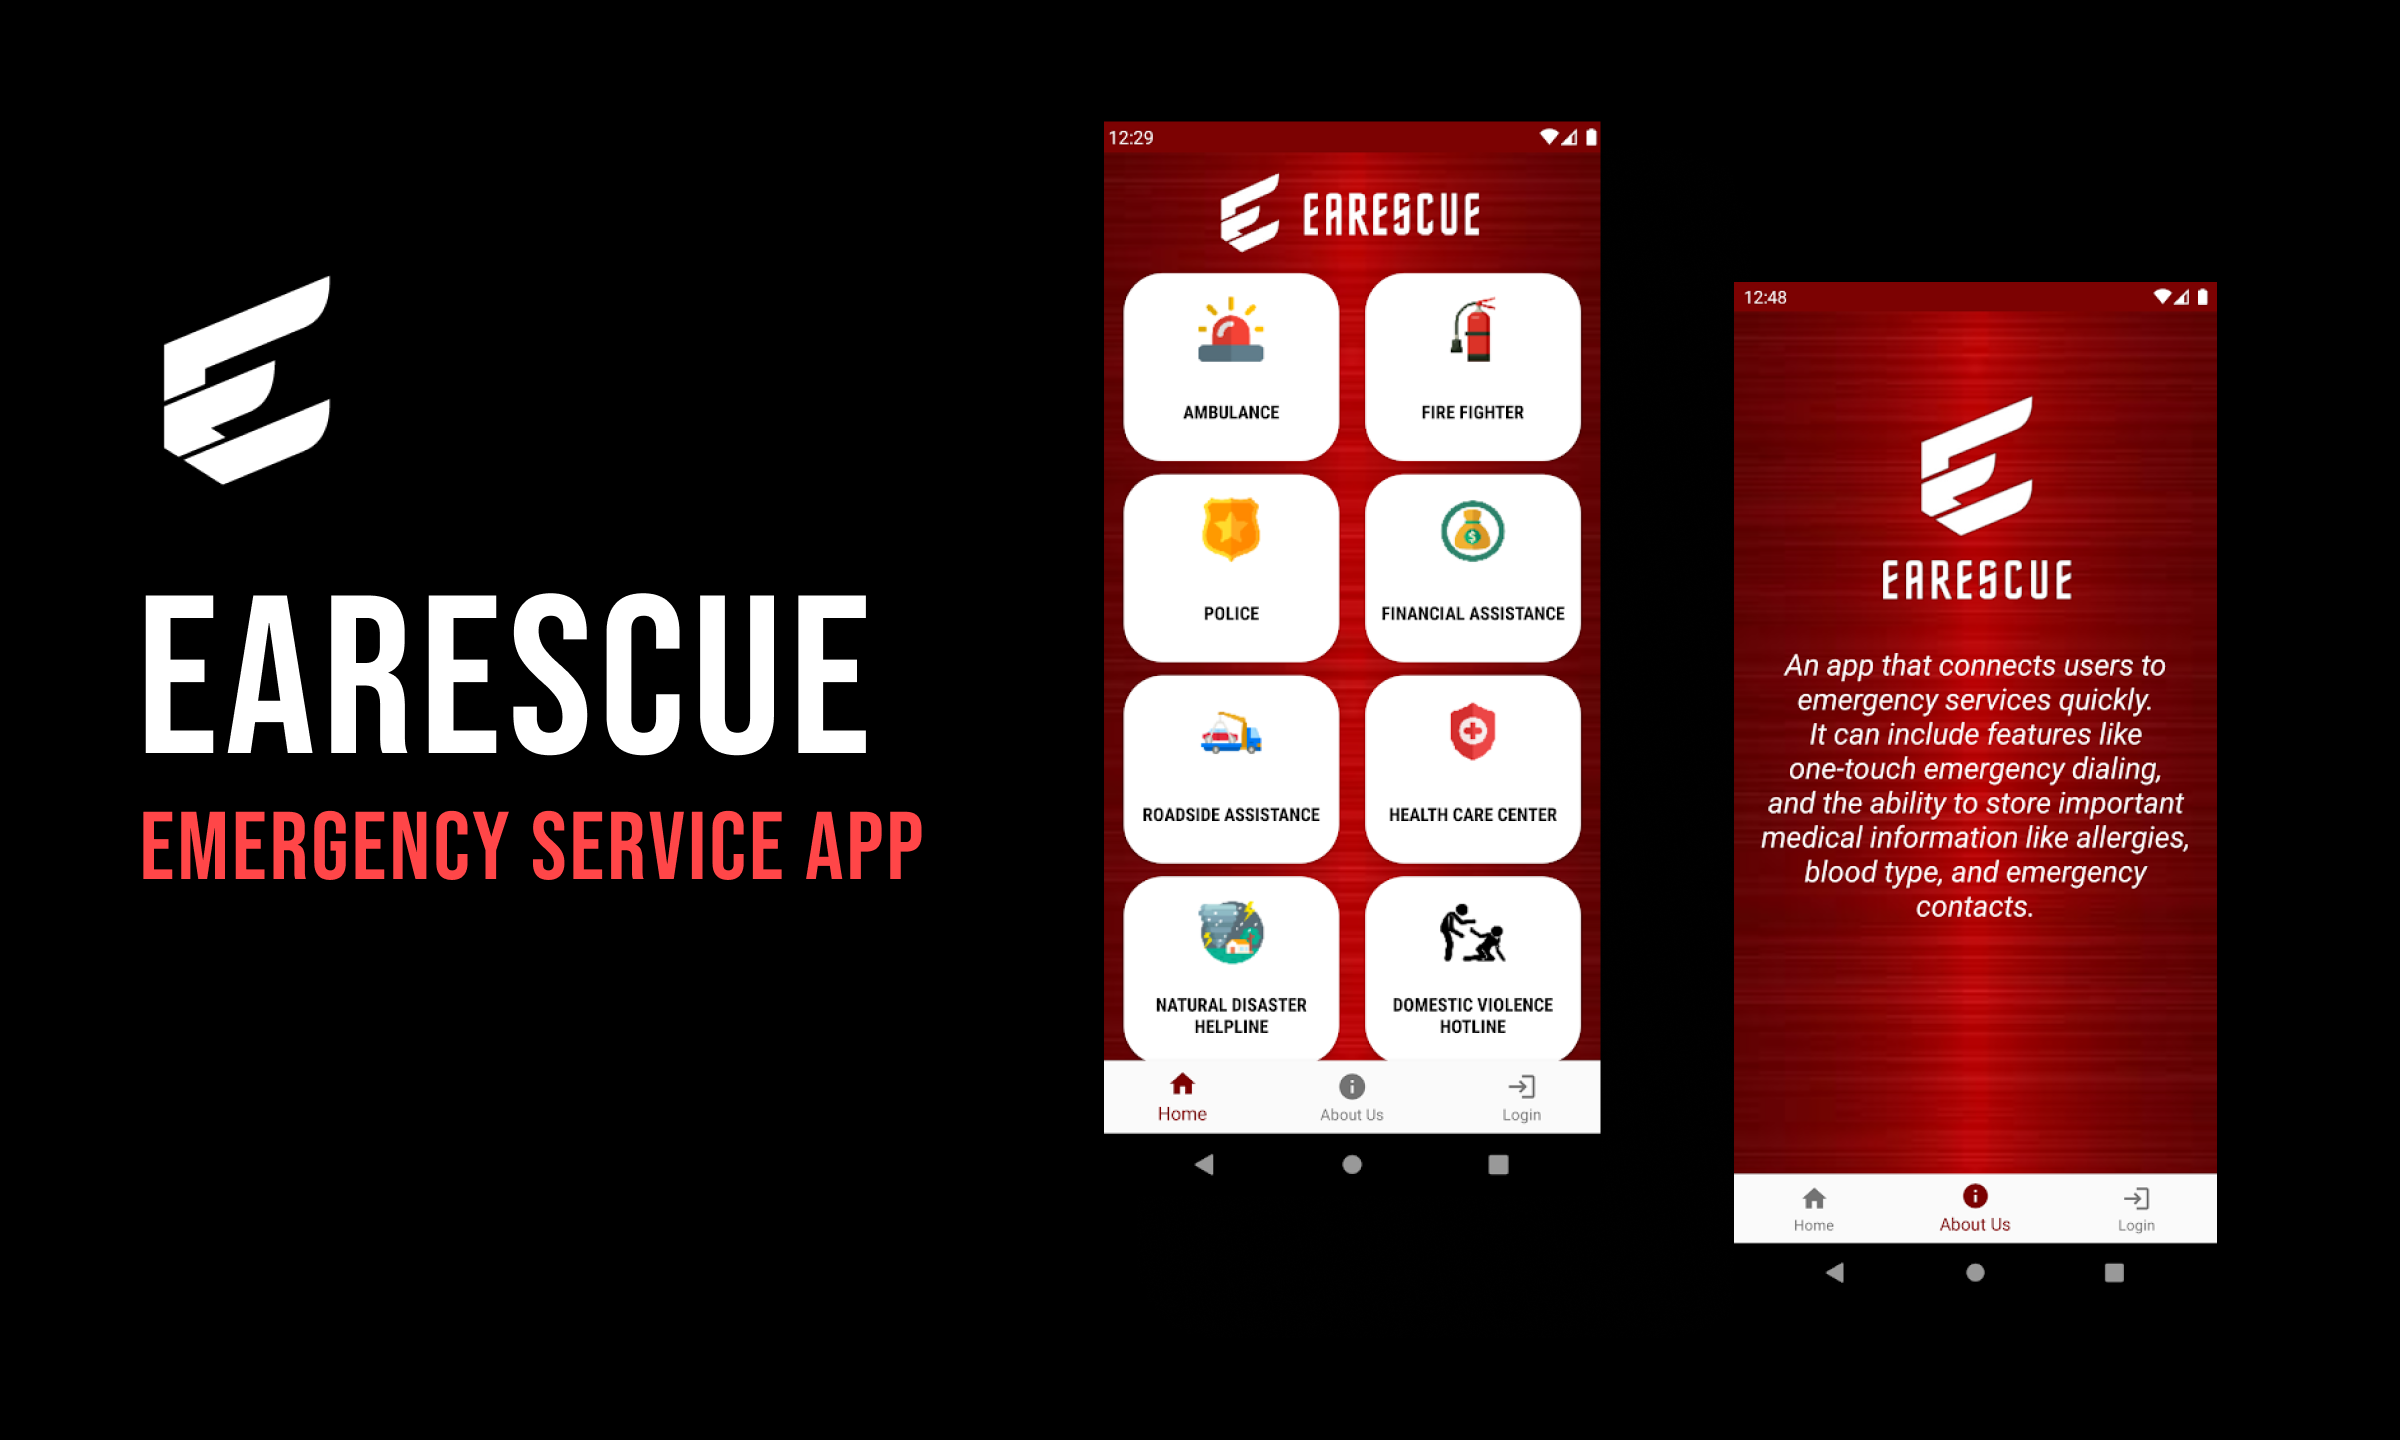 EARESCUE
EMERGENCY SERVICE APP
12:29
EARESCUE
AMBULANCE
FIRE FIGHTER
POLICE
FINANCIAL ASSISTANCE
ROADSIDE ASSISTANCE
HEALTH CARE CENTER
NATURAL DISASTER
HELPLINE
DOMESTIC VIOLENCE
HOTLINE
Home
About Us
Login
12:48
EARESCUE
An app that connects users to
emergency services quickly.
It can include features like
one-touch emergency dialing,
and the ability to store important
medical information like allergies,
blood type, and emergency
contacts.
Home
About Us
Login